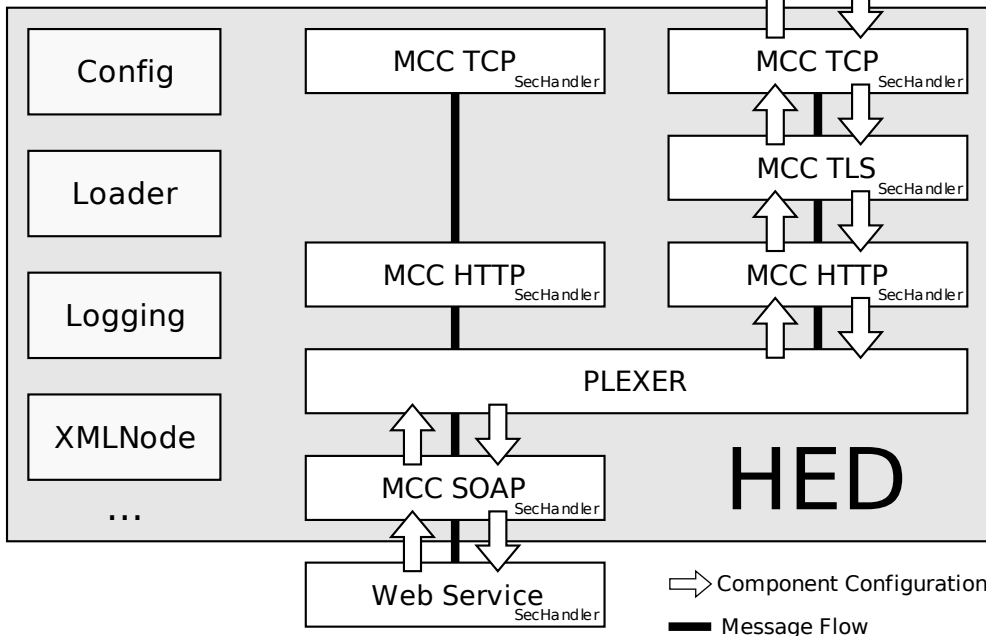 Config
Loader
Logging
XMLNode
...
MCC TCP
SecHandler
MCC HTTP
SecHandler
MCC TCP
SecHandler
MCC TLS
SecHandler
MCC HTTP
SecHandler
PLEXER
MCC SOAP
SecHandler
HED
Web Service
SecHandler
Component Configuration
Message Flow